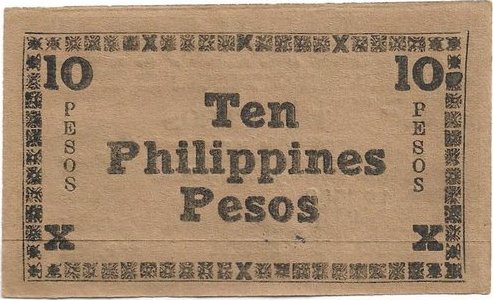 X X
10 10
PESOS PESOS
Ten
Philippines
Pesos
X X
X